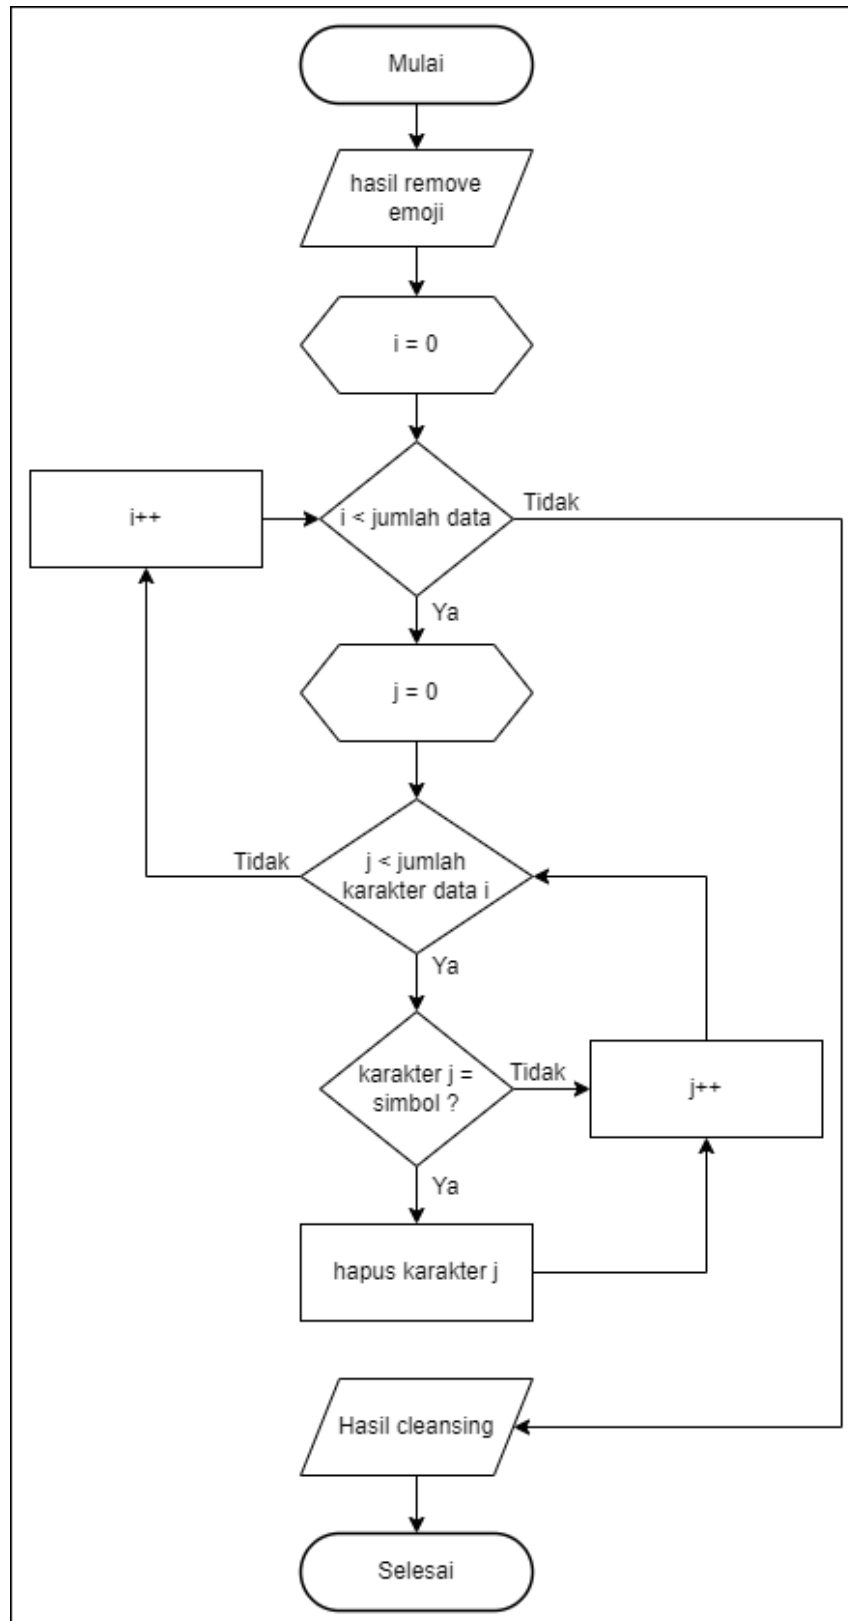 Mulai
hasil remove
emoji
i = 0
i++
i < jumlah data
Tidak
Ya
j = 0
Tidak
j < jumlah
karakter data i
Ya
karakter j =
simbol ?
Tidak
j++
Ya
hapus karakter j
Hasil cleansing
Selesai